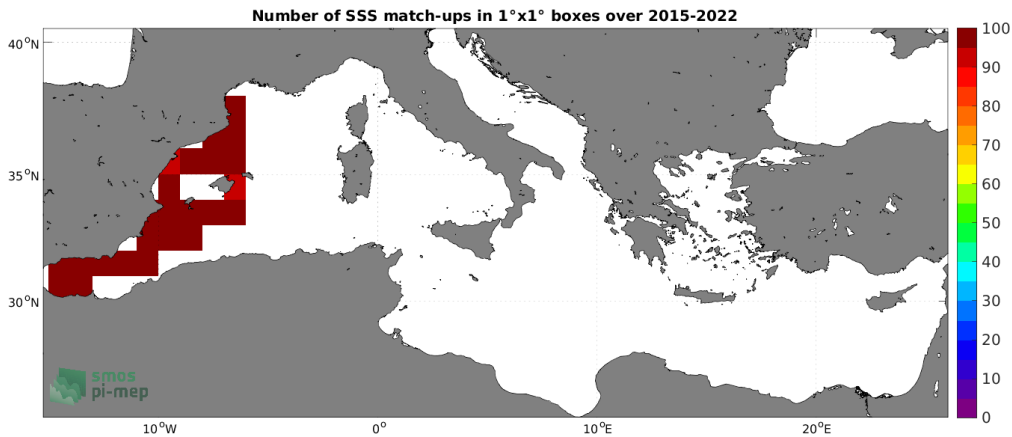 Number of SSS match-ups in 1°x1° boxes over 2015-2022
40°N
35°N
30°N
10°W
0°
10°E
20°E
100
90
80
70
60
50
40
30
20
10
0
smos
pi-mep